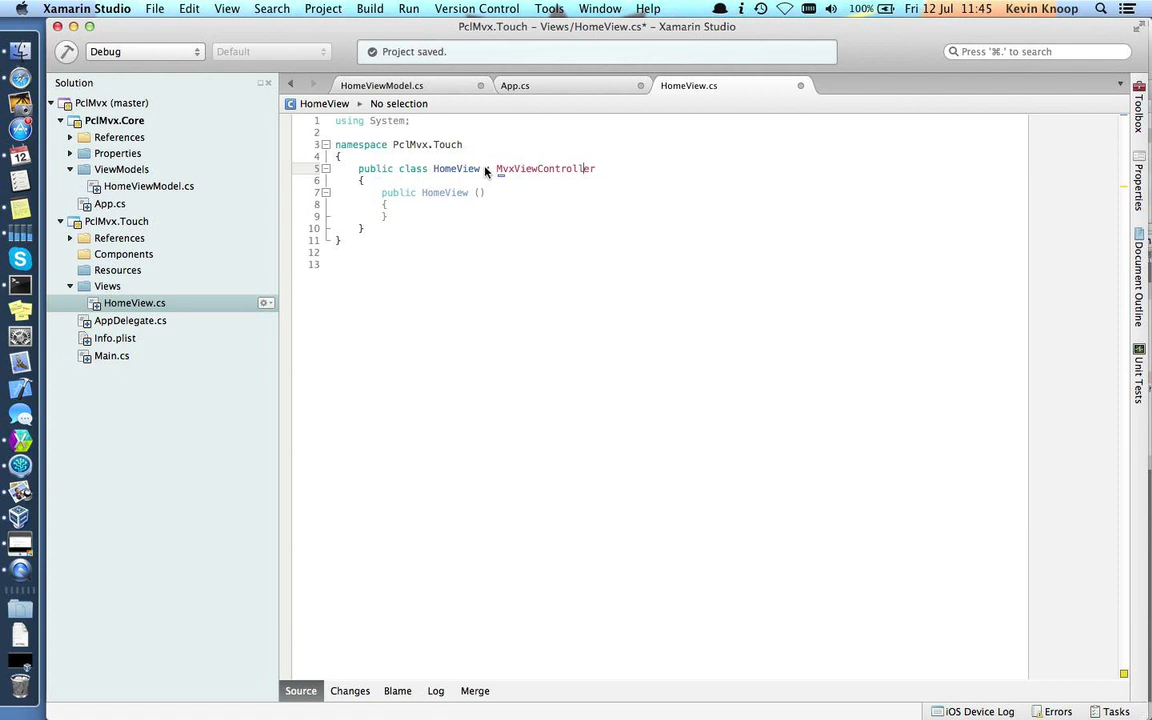 Xamarin Studio File Edit View Search Project Build Run Version Control Tools Window Help 100% Fri 12 Jul 11:45 Kevin Knoop
PclMvx.Touch – Views/HomeView.cs* – Xamarin Studio
Debug Default Project saved. Press '⌘.' to search
Solution
HomeViewModel.cs App.cs HomeView.cs
HomeView ▸ No selection
PclMvx (master)
PclMvx.Core
References
Properties
ViewModels
HomeViewModel.cs
App.cs
PclMvx.Touch
References
Components
Resources
Views
HomeView.cs
AppDelegate.cs
Info.plist
Main.cs
1 using System;
2
3 namespace PclMvx.Touch
4 {
5 public class HomeView : MvxViewController
6 {
7 public HomeView ()
8 {
9 }
10 }
11 }
12
13
Toolbox
Properties
Document Outline
Unit Tests
Source Changes Blame Log Merge
iOS Device Log Errors Tasks